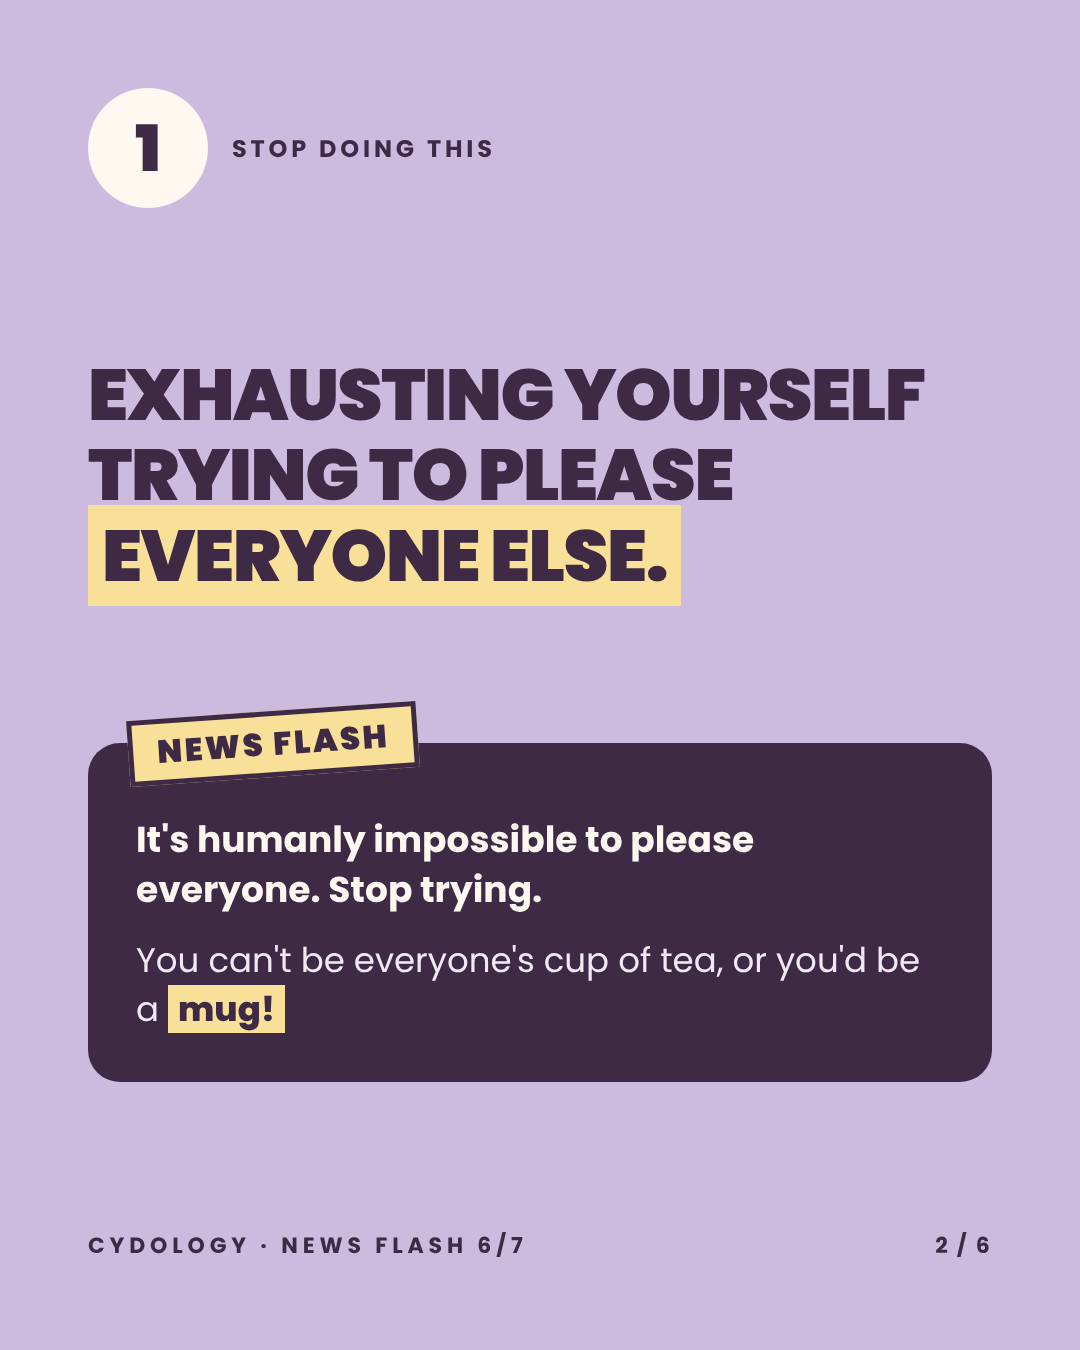 1
STOP DOING THIS
EXHAUSTING YOURSELF
TRYING TO PLEASE
EVERYONE ELSE.
NEWS FLASH
It's humanly impossible to please
everyone. Stop trying.
You can't be everyone's cup of tea, or you'd be
a mug!
CYDOLOGY · NEWS FLASH 6/7
2 / 6